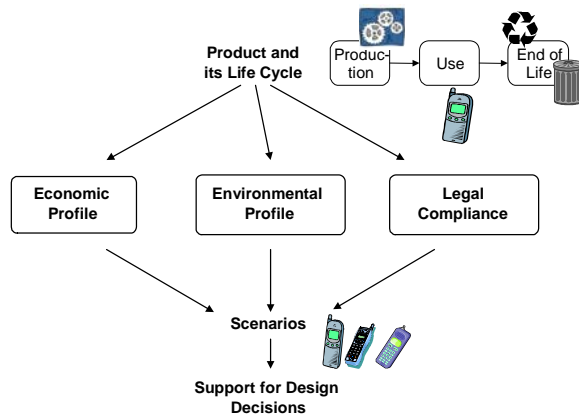 Product and
its Life Cycle
Produc-
tion
Use
End of
Life
Economic
Profile
Environmental
Profile
Legal
Compliance
Scenarios
Support for Design
Decisions